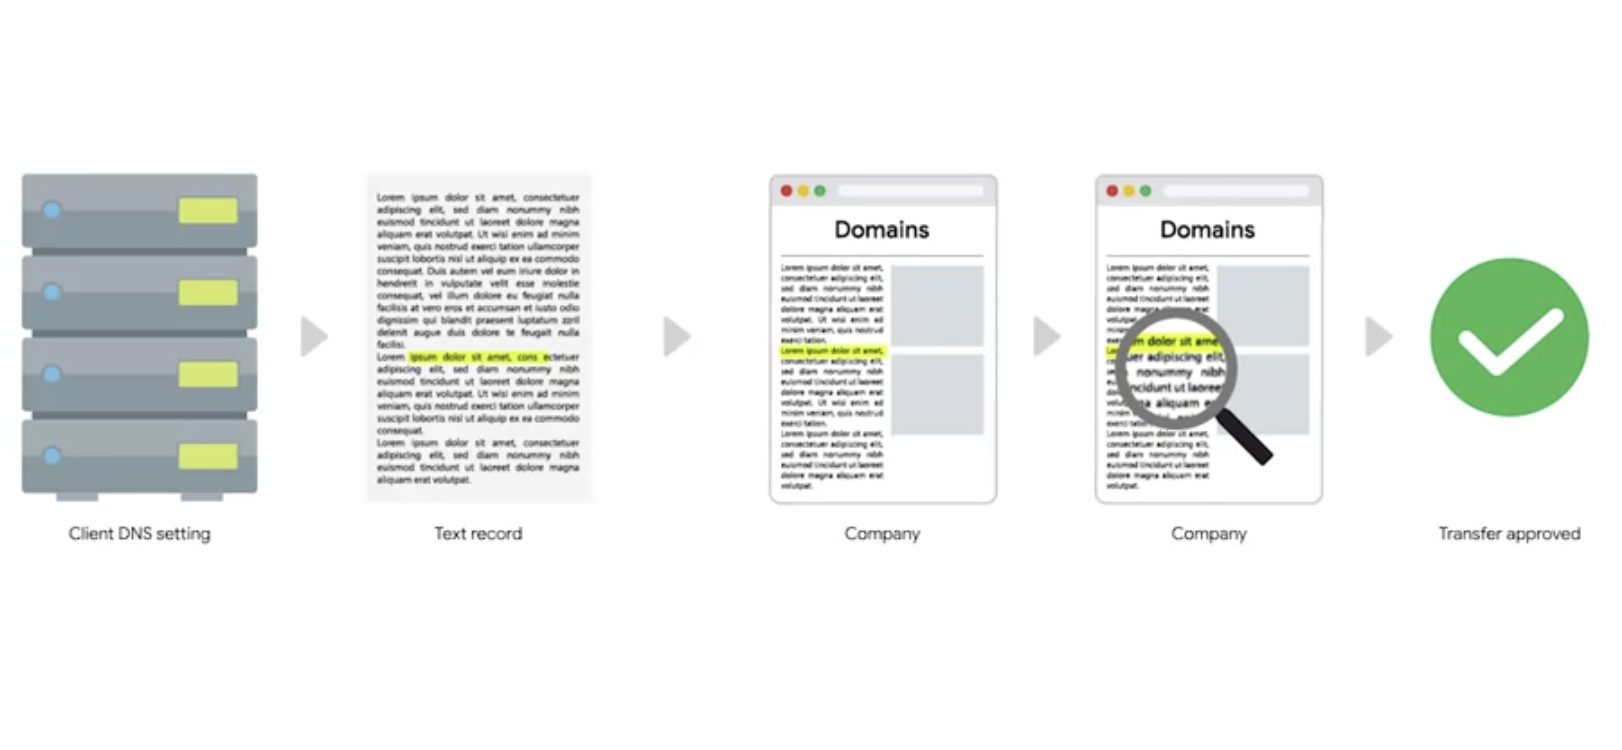 Client DNS setting
Lorem ipsum dolor sit amet, consectetuer
adipiscing elit, sed diam nonummy nibh
euismod tincidunt ut laoreet dolore magna
aliquam erat volutpat. Ut wisi enim ad minim
veniam, quis nostrud exerci tation ullamcorper
suscipit lobortis nisl ut aliquip ex ea commodo
consequat. Duis autem vel eum iriure dolor in
hendrerit in vulputate velit esse molestie
consequat, vel illum dolore eu feugiat nulla
facilisis at vero eros et accumsan et iusto odio
dignissim qui blandit praesent luptatum zzril
delenit augue duis dolore te feugait nulla
facilisi.
Lorem ipsum dolor sit amet, cons ectetuer
adipiscing elit, sed diam nonummy nibh
euismod tincidunt ut laoreet dolore magna
aliquam erat volutpat. Ut wisi enim ad minim
veniam, quis nostrud exerci tation ullamcorper
suscipit lobortis nisl ut aliquip ex ea commodo
consequat.
Lorem ipsum dolor sit amet, consectetuer
adipiscing elit, sed diam nonummy nibh
euismod tincidunt ut laoreet dolore magna
aliquam erat volutpat.
Text record
Domains
Lorem ipsum dolor sit amet,
consectetuer adipiscing elit,
sed diam nonummy nibh
euismod tincidunt ut laoreet
dolore magna aliquam erat
volutpat. Ut wisi enim ad
minim veniam, quis nostrud
exerci tation.
Lorem ipsum dolor sit amet,
consectetuer adipiscing elit,
sed diam nonummy nibh
euismod tincidunt ut laoreet
dolore magna aliquam erat
volutpat. Ut wisi enim ad
minim veniam, quis nostrud
exerci tation.
Lorem ipsum dolor sit amet,
consectetuer adipiscing elit,
sed diam nonummy nibh
euismod tincidunt ut laoreet
dolore magna aliquam erat
volutpat.
Company
Domains
Lorem ipsum dolor sit amet,
consectetuer adipiscing elit,
sed diam nonummy nibh
euismod tincidunt ut laoreet
dolor sit ame
uer adipiscing elit,
nonummy nibh
ncidunt ut laoreet
aliquam
Lorem ipsum dolor sit amet,
consectetuer adipiscing elit,
sed diam nonummy nibh
euismod tincidunt ut laoreet
dolore magna aliquam erat
volutpat.
Company
Transfer approved